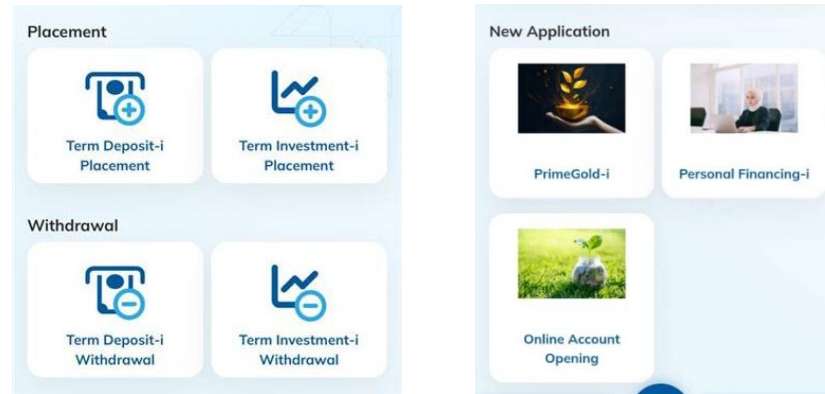 Placement
Term Deposit-i
Placement
Term Investment-i
Placement
Withdrawal
Term Deposit-i
Withdrawal
Term Investment-i
Withdrawal
New Application
PrimeGold-i
Personal Financing-i
Online Account
Opening